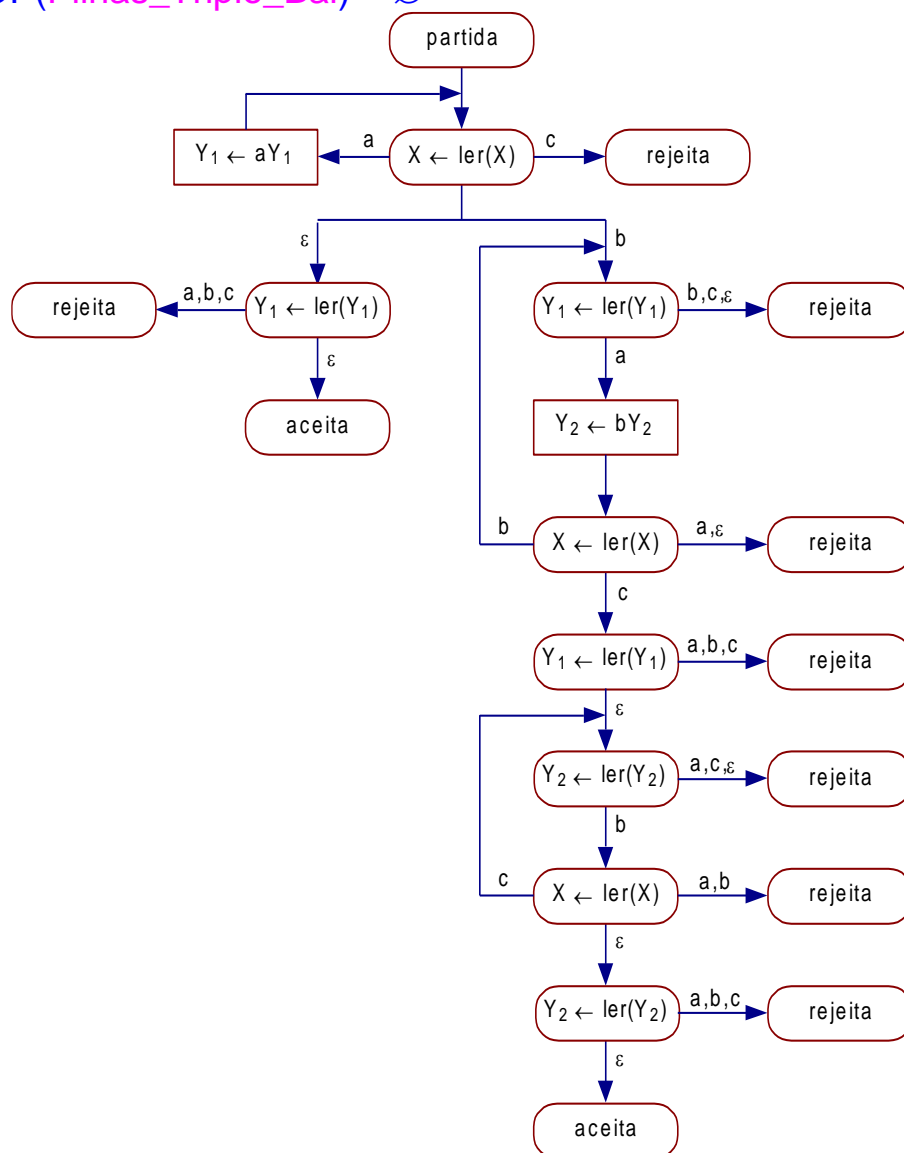 (Pilhas_Triplo_Bal)
partida
Y1 ← aY1
a
X ← ler(X)
c
rejeita
ε
b
rejeita
a,b,c
Y1 ← ler(Y1)
Y1 ← ler(Y1)
b,c,ε
rejeita
ε
a
aceita
Y2 ← bY2
b
X ← ler(X)
a,ε
rejeita
c
Y1 ← ler(Y1)
a,b,c
rejeita
ε
Y2 ← ler(Y2)
a,c,ε
rejeita
b
c
X ← ler(X)
a,b
rejeita
ε
Y2 ← ler(Y2)
a,b,c
rejeita
ε
aceita